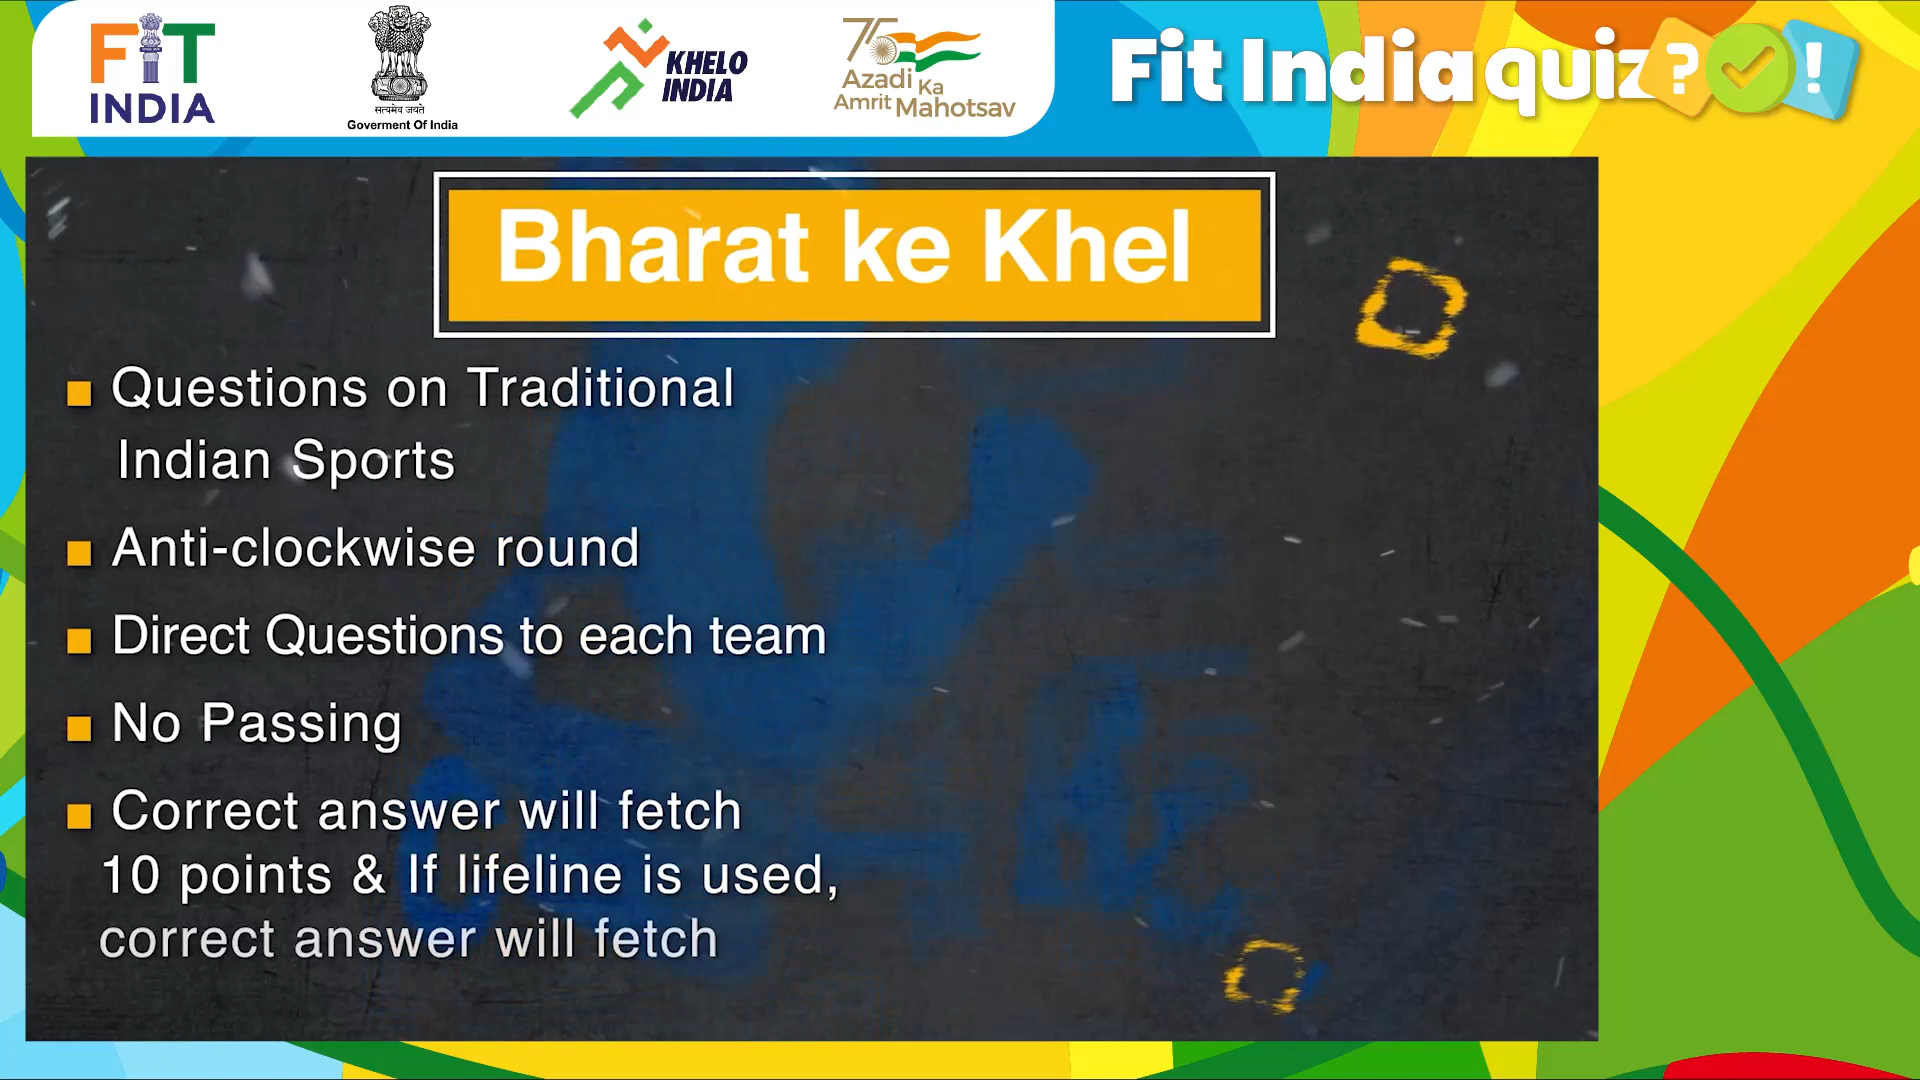 FIT
INDIA
सत्यमेव जयते
Goverment Of India
KHELO
INDIA
75
Azadi Ka
Amrit Mahotsav
Fit India quiz ? !
Bharat ke Khel
Questions on Traditional
Indian Sports
Anti-clockwise round
Direct Questions to each team
No Passing
Correct answer will fetch
10 points & If lifeline is used,
correct answer will fetch